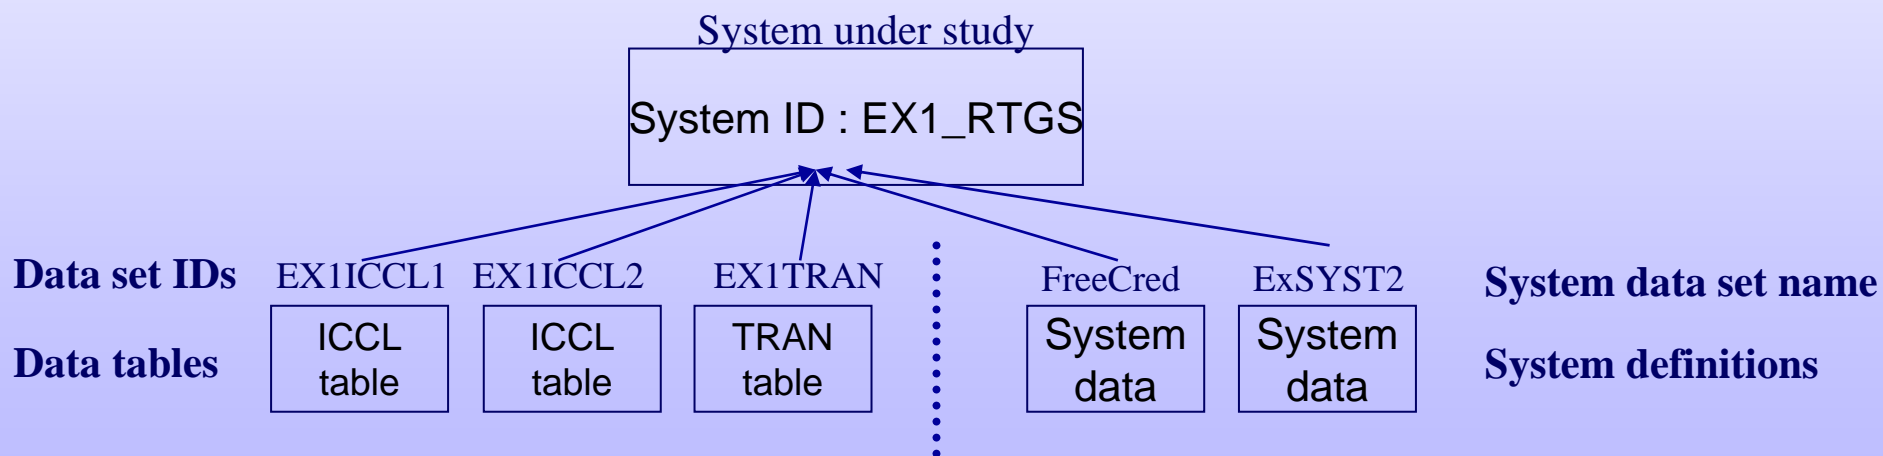 System under study
System ID : EX1_RTGS
Data set IDs EX1ICCL1 EX1ICCL2 EX1TRAN FreeCred ExSYST2 System data set name
ICCL ICCL TRAN System System
Data tables table table table data data System definitions